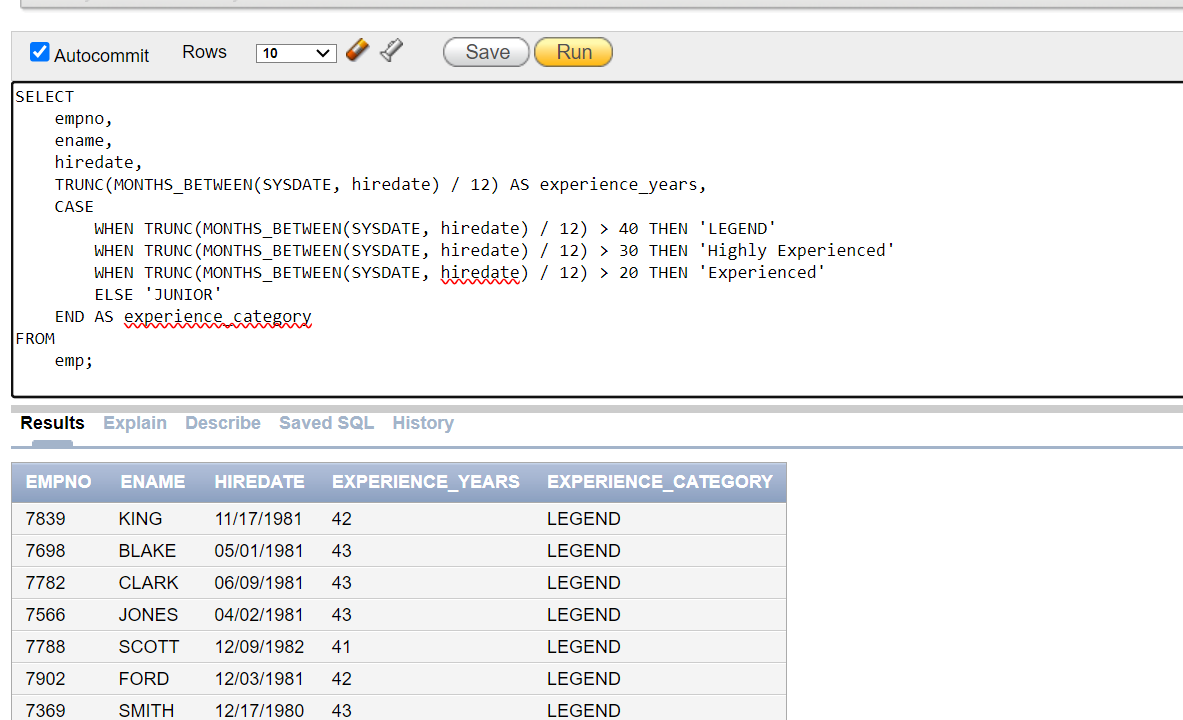 Autocommit Rows 10 Save Run
SELECT
    empno,
    ename,
    hiredate,
    TRUNC(MONTHS_BETWEEN(SYSDATE, hiredate) / 12) AS experience_years,
    CASE
        WHEN TRUNC(MONTHS_BETWEEN(SYSDATE, hiredate) / 12) > 40 THEN 'LEGEND'
        WHEN TRUNC(MONTHS_BETWEEN(SYSDATE, hiredate) / 12) > 30 THEN 'Highly Experienced'
        WHEN TRUNC(MONTHS_BETWEEN(SYSDATE, hiredate) / 12) > 20 THEN 'Experienced'
        ELSE 'JUNIOR'
    END AS experience_category
FROM
    emp;
Results Explain Describe Saved SQL History
EMPNO ENAME HIREDATE EXPERIENCE_YEARS EXPERIENCE_CATEGORY
7839 KING 11/17/1981 42 LEGEND
7698 BLAKE 05/01/1981 43 LEGEND
7782 CLARK 06/09/1981 43 LEGEND
7566 JONES 04/02/1981 43 LEGEND
7788 SCOTT 12/09/1982 41 LEGEND
7902 FORD 12/03/1981 42 LEGEND
7369 SMITH 12/17/1980 43 LEGEND